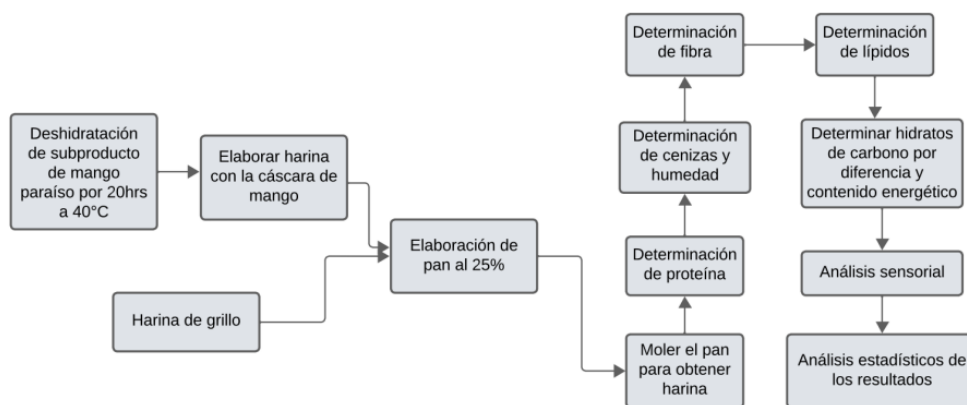 Deshidratación
de subproducto
de mango
paraíso por 20hrs
a 40°C
Elaborar harina
con la cáscara de
mango
Harina de grillo
Elaboración de
pan al 25%
Moler el pan
para obtener
harina
Determinación
de proteína
Determinación
de cenizas y
humedad
Determinación
de fibra
Determinación
de lípidos
Determinar hidratos
de carbono por
diferencia y
contenido energético
Análisis sensorial
Análisis estadísticos de
los resultados